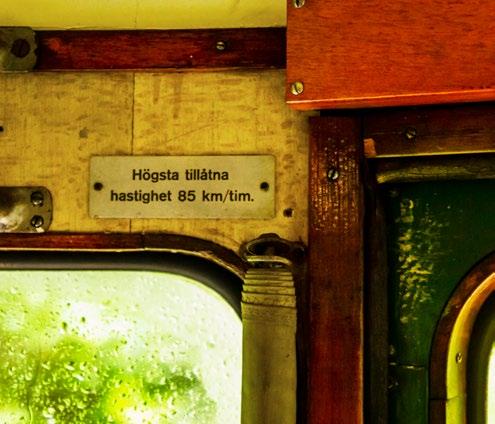 Högsta tillåtna
hastighet 85 km/tim.